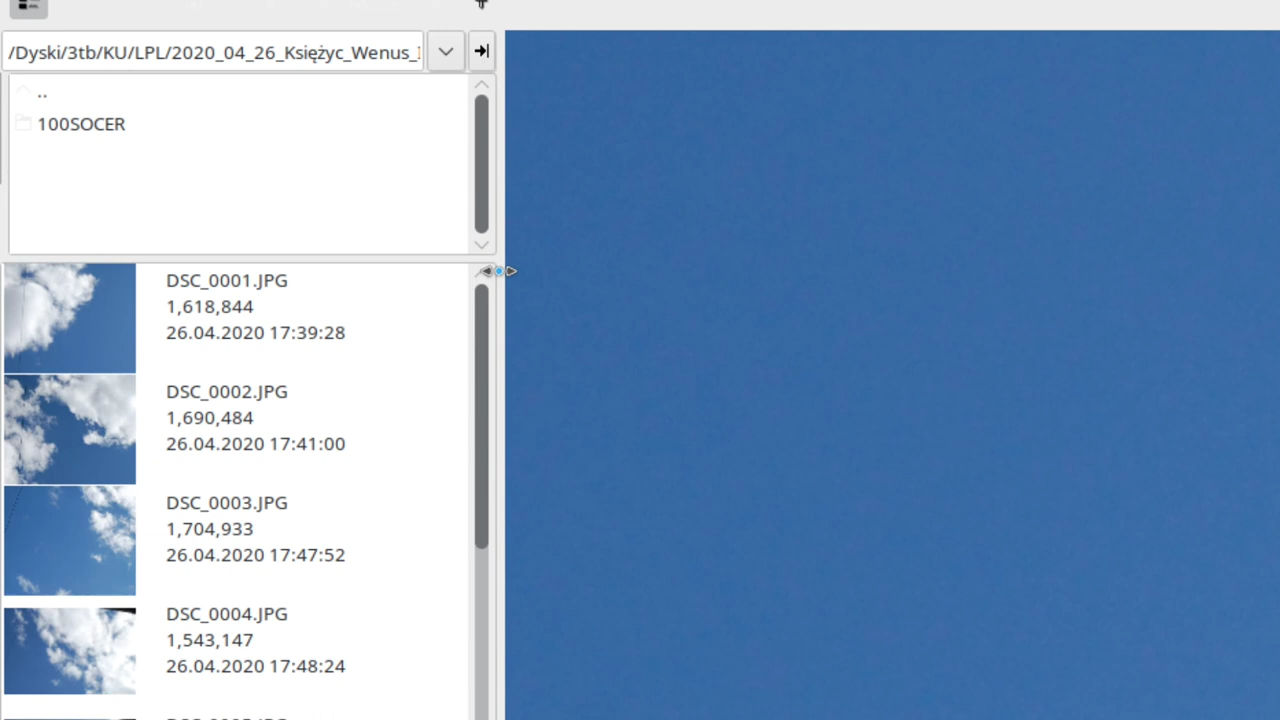 /Dyski/3tb/KU/LPL/2020_04_26_Księżyc_Wenus_
..
100SOCER
DSC_0001.JPG
1,618,844
26.04.2020 17:39:28
DSC_0002.JPG
1,690,484
26.04.2020 17:41:00
DSC_0003.JPG
1,704,933
26.04.2020 17:47:52
DSC_0004.JPG
1,543,147
26.04.2020 17:48:24